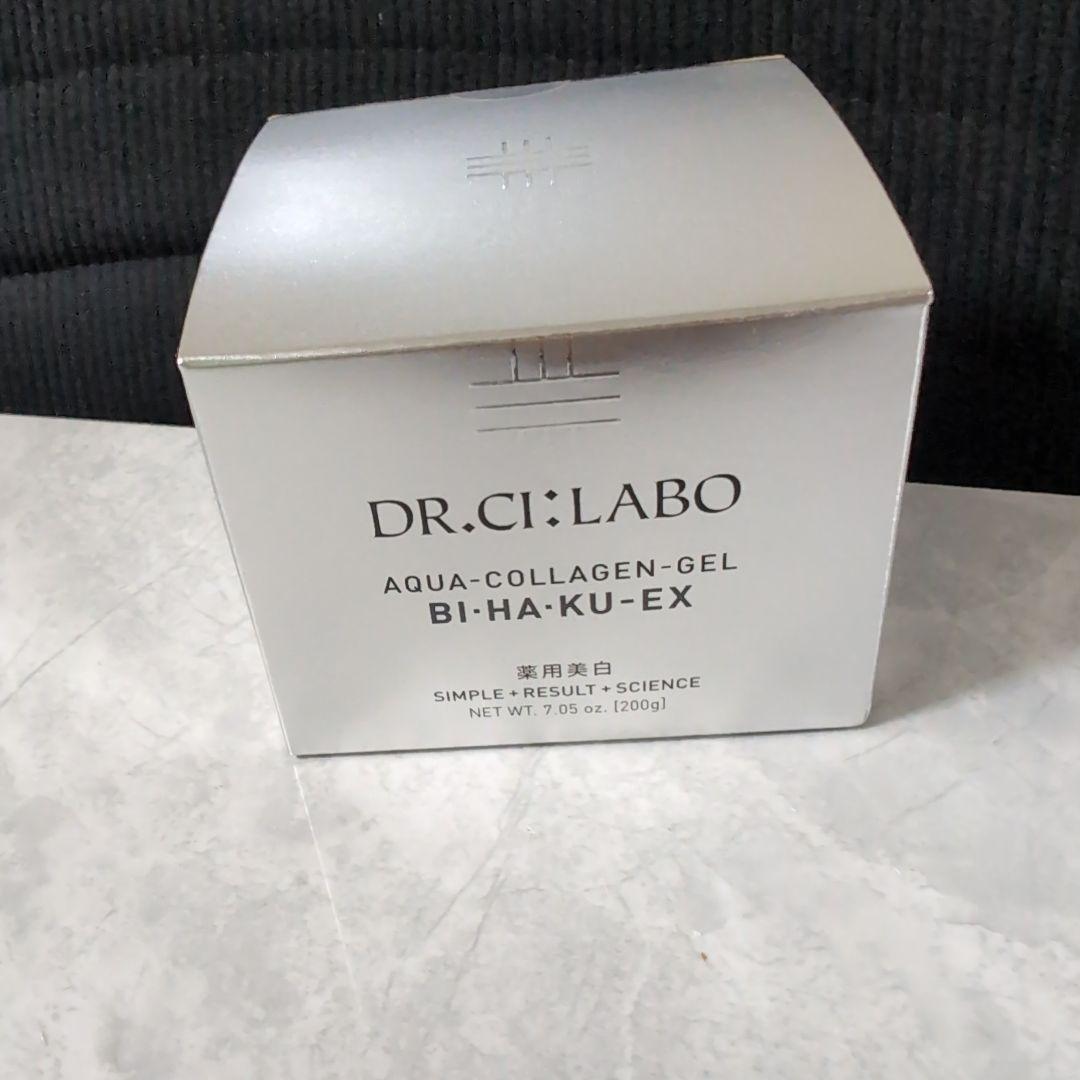 DR.CI:LABO
AQUA-COLLAGEN-GEL
BI·HA·KU-EX
薬用美白
SIMPLE + RESULT + SCIENCE
NET WT. 7.05 oz. [200g]